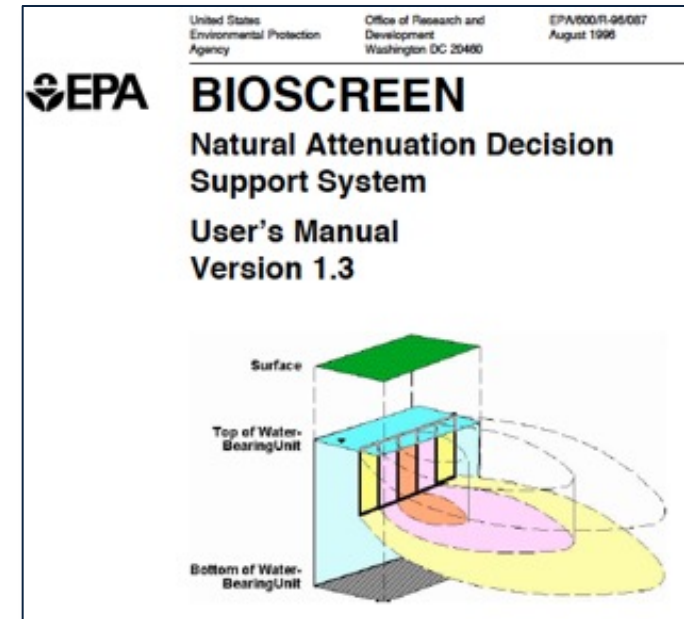 United States
Environmental Protection
Agency
Office of Research and
Development
Washington DC 20460
EPA/600/R-96/087
August 1996
EPA
BIOSCREEN
Natural Attenuation Decision
Support System
User's Manual
Version 1.3
Surface
Top of Water-
BearingUnit
Bottom of Water-
BearingUnit